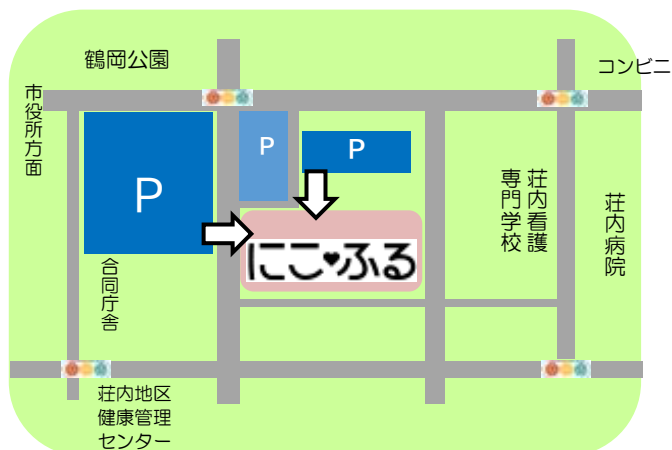 鶴岡公園
コンビニ
市役所方面
P
P
P
荘内看護
専門学校
荘内病院
にこ♥ふる
合同庁舎
荘内地区
健康管理
センター